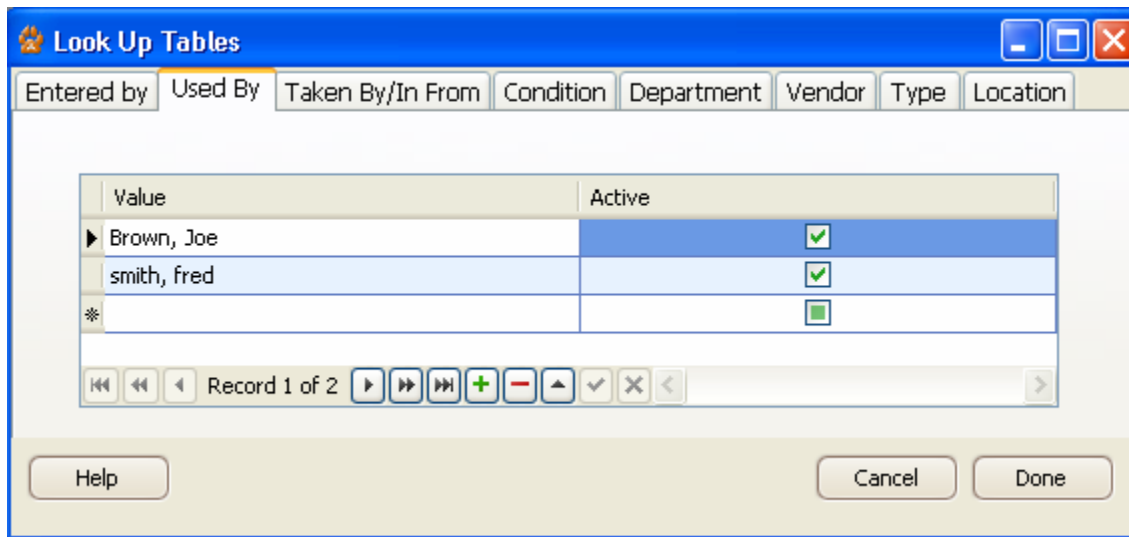 Look Up Tables
Entered by Used By Taken By/In From Condition Department Vendor Type Location
Value Active
Brown, Joe
smith, fred
Record 1 of 2
Help Cancel Done